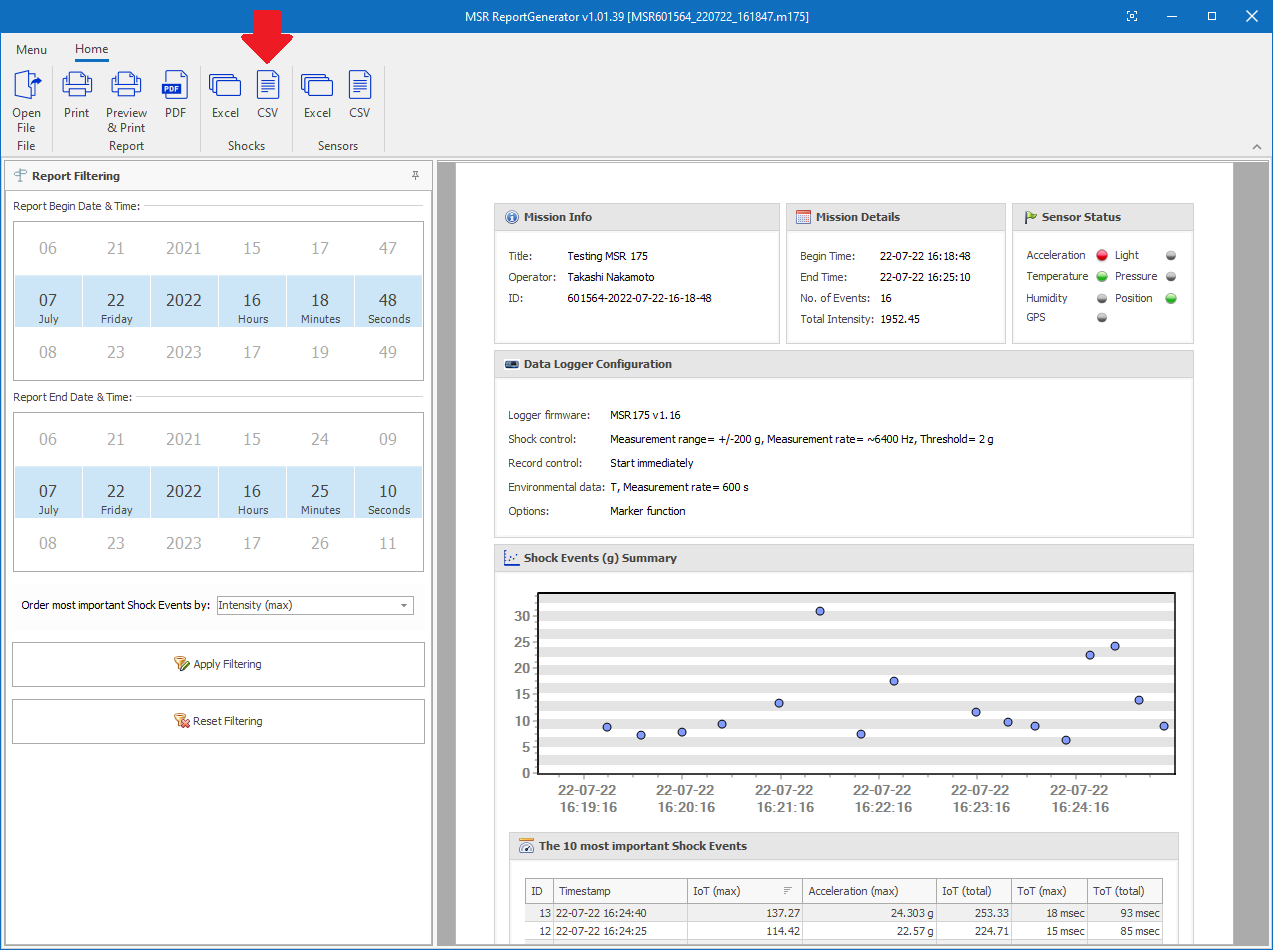 MSR ReportGenerator v1.01.39 [MSR601564_220722_161847.m175]
Menu Home
Open File Print Preview & Print PDF Excel CSV Excel CSV
File Report Shocks Sensors
Report Filtering
Report Begin Date & Time:
06 21 2021 15 17 47
07 22 2022 16 18 48
July Friday Hours Minutes Seconds
08 23 2023 17 19 49
Report End Date & Time:
06 21 2021 15 24 09
07 22 2022 16 25 10
July Friday Hours Minutes Seconds
08 23 2023 17 26 11
Order most important Shock Events by: Intensity (max)
Apply Filtering
Reset Filtering
Mission Info
Title: Testing MSR 175
Operator: Takashi Nakamoto
ID: 601564-2022-07-22-16-18-48
Mission Details
Begin Time: 22-07-22 16:18:48
End Time: 22-07-22 16:25:10
No. of Events: 16
Total Intensity: 1952.45
Sensor Status
Acceleration Light
Temperature Pressure
Humidity Position
GPS
Data Logger Configuration
Logger firmware: MSR175 v1.16
Shock control: Measurement range= +/-200 g, Measurement rate= ~6400 Hz, Threshold= 2 g
Record control: Start immediately
Environmental data: T, Measurement rate= 600 s
Options: Marker function
Shock Events (g) Summary
30
25
20
15
10
5
0
22-07-22 22-07-22 22-07-22 22-07-22 22-07-22 22-07-22
16:19:16 16:20:16 16:21:16 16:22:16 16:23:16 16:24:16
The 10 most important Shock Events
ID Timestamp IoT (max) Acceleration (max) IoT (total) ToT (max) ToT (total)
13 22-07-22 16:24:40 137.27 24.303 g 253.33 18 msec 93 msec
12 22-07-22 16:24:25 114.42 22.57 g 224.71 15 msec 85 msec